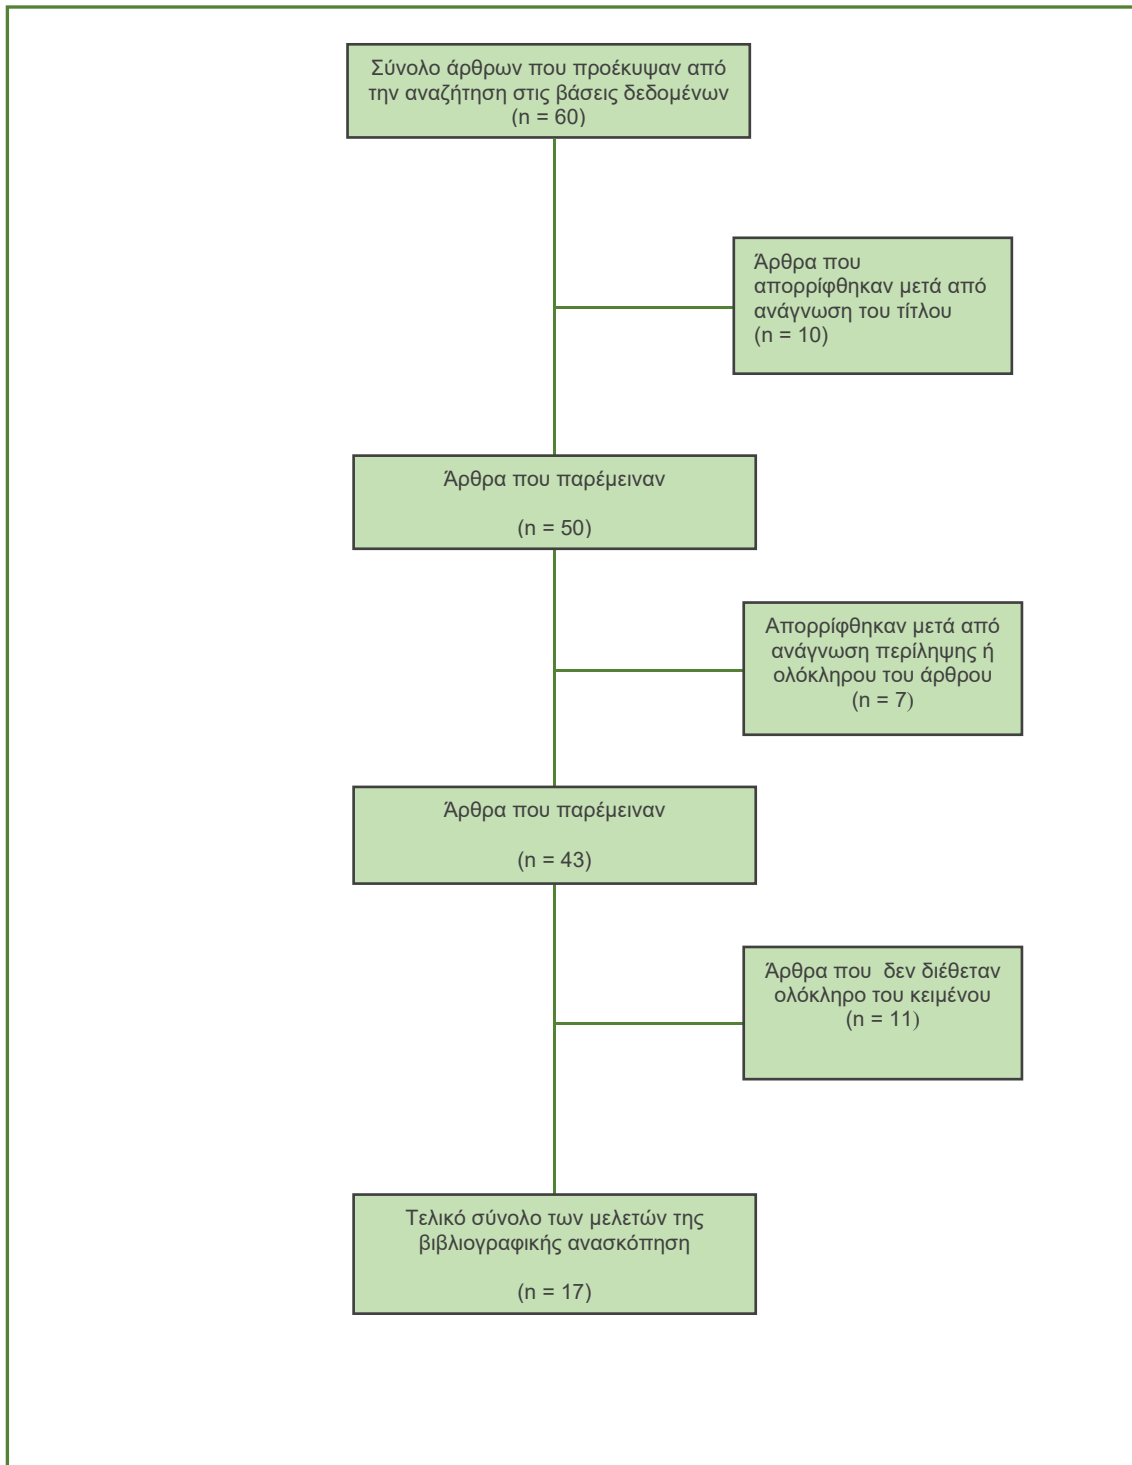 Σύνολο άρθρων που προέκυψαν από
την αναζήτηση στις βάσεις δεδομένων
(n = 60)
Άρθρα που
απορρίφθηκαν μετά από
ανάγνωση του τίτλου
(n = 10)
Άρθρα που παρέμειναν
(n = 50)
Απορρίφθηκαν μετά από
ανάγνωση περίληψης ή
ολόκληρου του άρθρου
(n = 7)
Άρθρα που παρέμειναν
(n = 43)
Άρθρα που  δεν διέθεταν
ολόκληρο του κειμένου
(n = 11)
Τελικό σύνολο των μελετών της
βιβλιογραφικής ανασκόπηση
(n = 17)